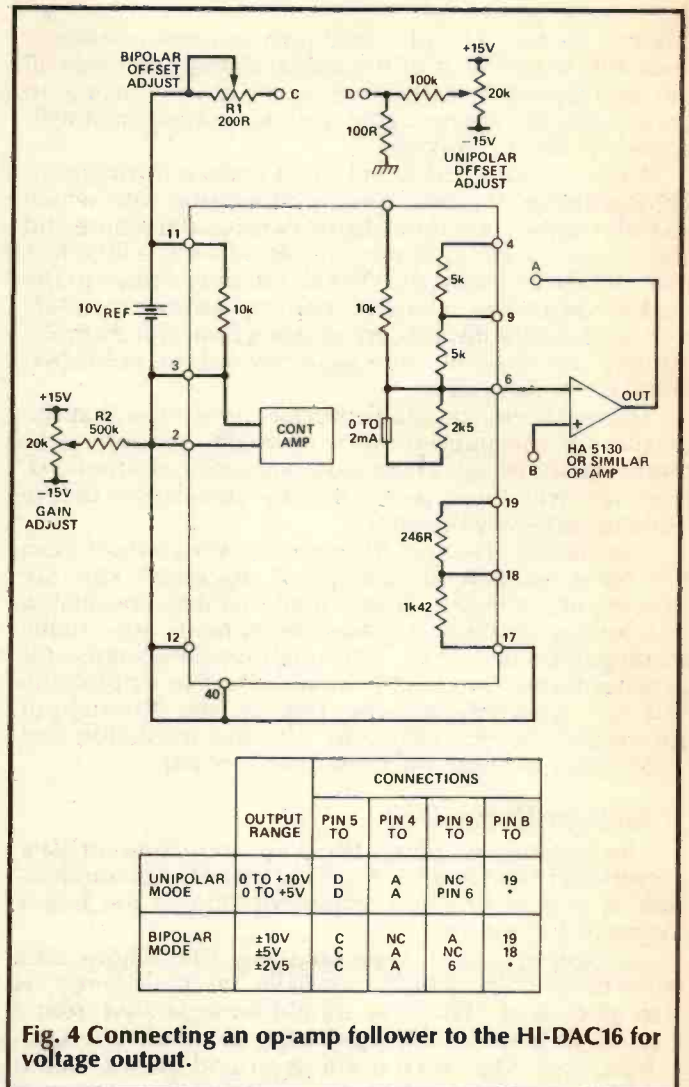 BIPOLAR
OFFSET
ADJUST
R1
200R
C
D
100k
+15V
20k
-15V
UNIPOLAR
DFFSET
ADJUST
100R
11
10k
10V REF
3
CONT
AMP
2
+15V
R2
500k
20k
-15V
GAIN
ADJUST
12
40
10k
0 TO
2mA
5k
4
9
5k
6
2k5
19
246R
18
1k42
17
A
OUT
−
+
HA 5130
OR SIMILAR
OP AMP
B
CONNECTIONS
OUTPUT RANGE PIN 5 TO PIN 4 TO PIN 9 TO PIN B TO
UNIPOLAR MOOE 0 TO +10V D A NC 19
0 TO +5V D A PIN 6 *
BIPOLAR MODE ±10V C NC A 19
±5V C A NC 18
±2V5 C A 6 *
Fig. 4 Connecting an op-amp follower to the HI-DAC16 for
voltage output.